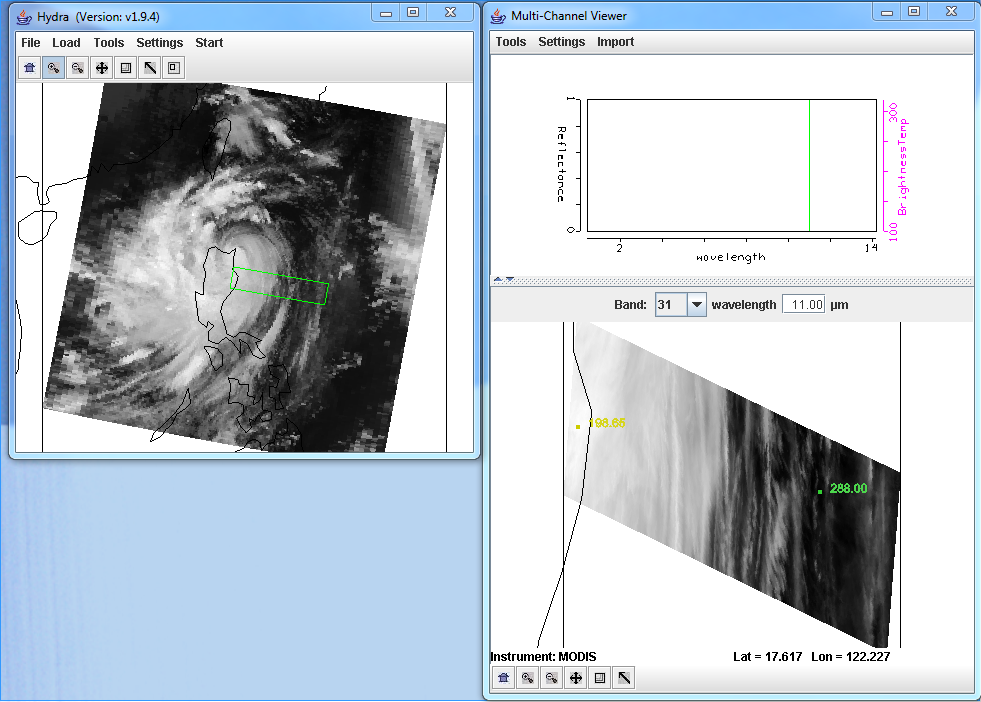 Hydra (Version: v1.9.4)
File Load Tools Settings Start
Multi-Channel Viewer
Tools Settings Import
1
Reflectance
0
300
BrightnessTemp
100
2
14
wavelength
Band: 31 wavelength 11.00 µm
198.65
288.00
Instrument: MODIS
Lat = 17.617 Lon = 122.227